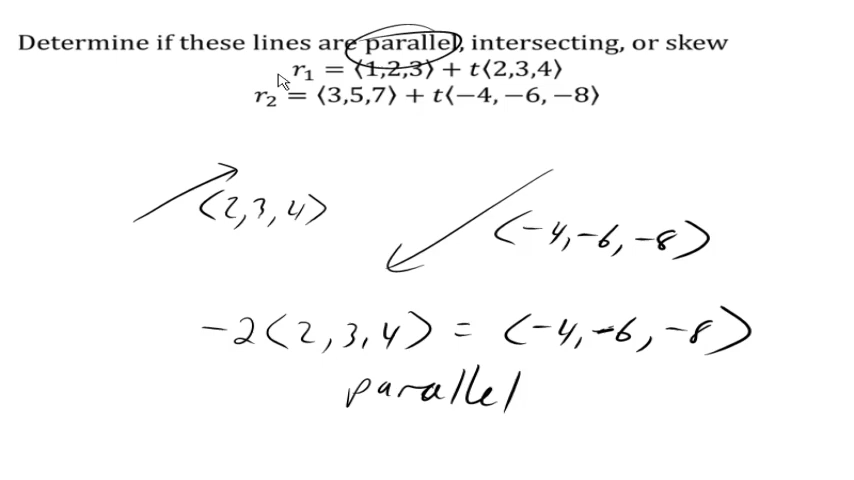 Determine if these lines are parallel, intersecting, or skew
r₁ = ⟨1,2,3⟩ + t⟨2,3,4⟩
r₂ = ⟨3,5,7⟩ + t⟨−4, −6, −8⟩
⟨2,3,4⟩
⟨-4,-6,-8⟩
-2⟨2,3,4⟩ = ⟨-4,-6,-8⟩
parallel